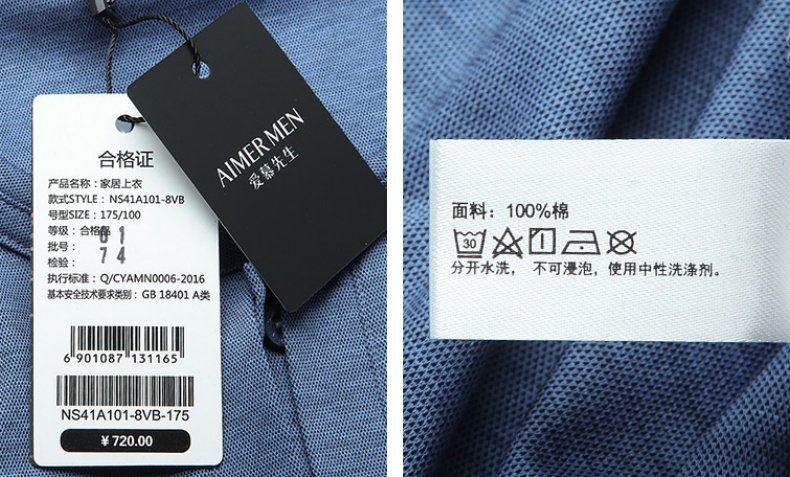 合格证
产品名称：家居上衣
款式STYLE：NS41A101-8VB
号型SIZE：175/100
等级：合格品
批号：01
检验：74
执行标准：Q/CYAMN0006-2016
基本安全技术要求类别：GB 18401 A类
6 901087 131165
NS41A101-8VB-175
¥720.00
AIMER MEN
爱慕先生
面料：100%棉
30
分开水洗，不可浸泡，使用中性洗涤剂。